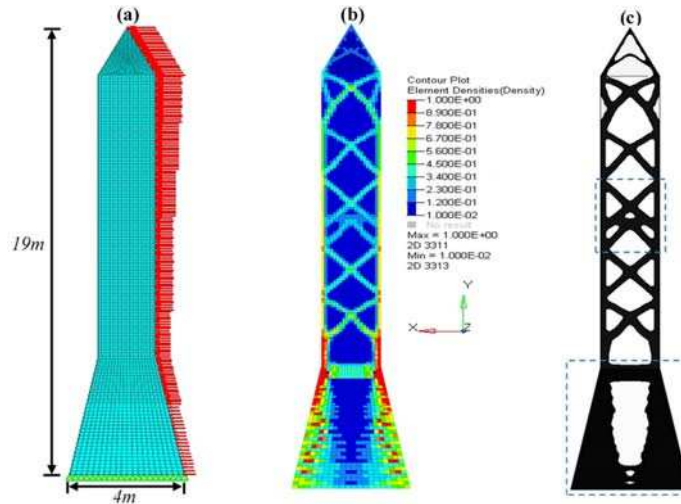 (a)
(b)
(c)
19m
4m
Contour Plot
Element Densities(Density)
1.000E+00
8.900E-01
7.800E-01
6.700E-01
5.600E-01
4.500E-01
3.400E-01
2.300E-01
1.200E-01
1.000E-02
No result
Max = 1.000E+00
2D 3311
Min = 1.000E-02
2D 3313
Y
X
Z